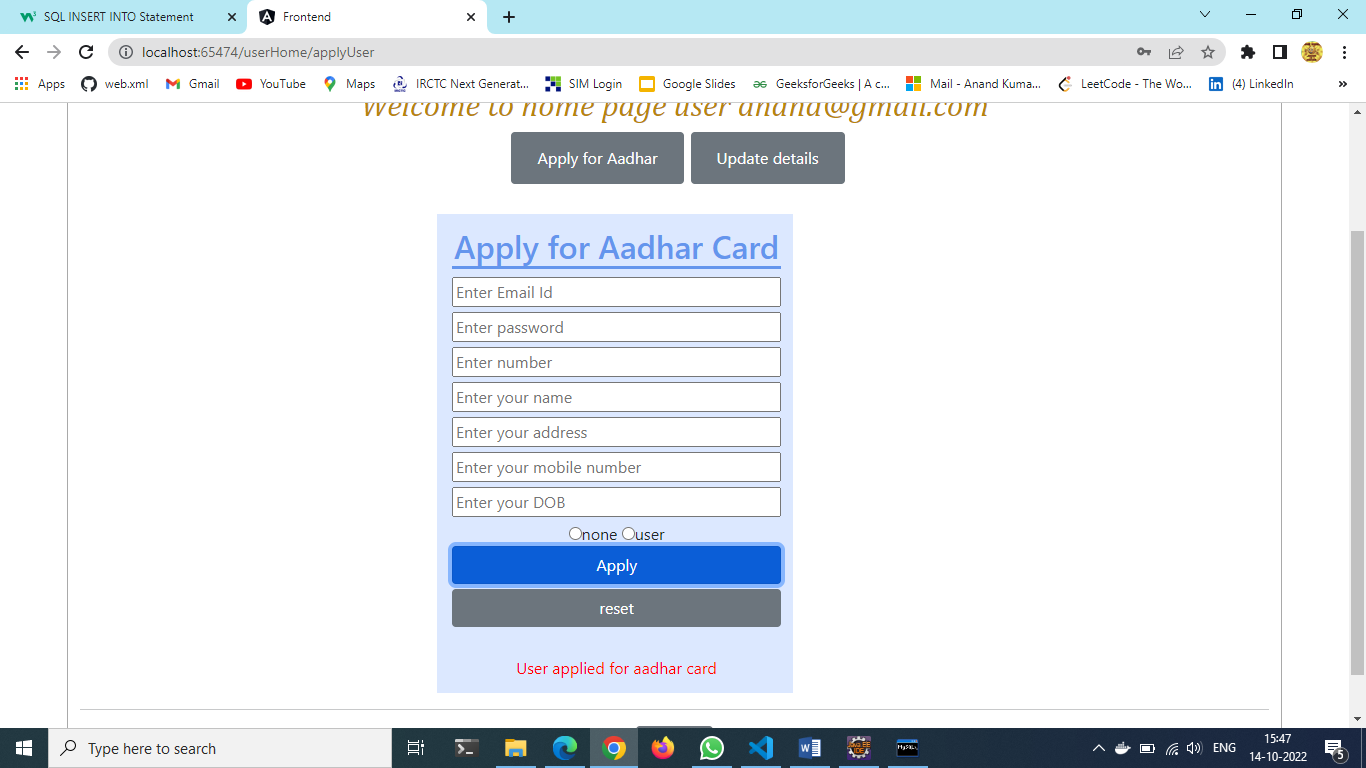 SQL INSERT INTO Statement
Frontend
localhost:65474/userHome/applyUser
Apps web.xml Gmail YouTube Maps IRCTC Next Generat... SIM Login Google Slides GeeksforGeeks | A c... Mail - Anand Kuma... LeetCode - The Wo... (4) LinkedIn »
Welcome to home page user anand@gmail.com
Apply for Aadhar Update details
Apply for Aadhar Card
Enter Email Id
Enter password
Enter number
Enter your name
Enter your address
Enter your mobile number
Enter your DOB
none user
Apply
reset
User applied for aadhar card
Type here to search
ENG
15:47
14-10-2022
5